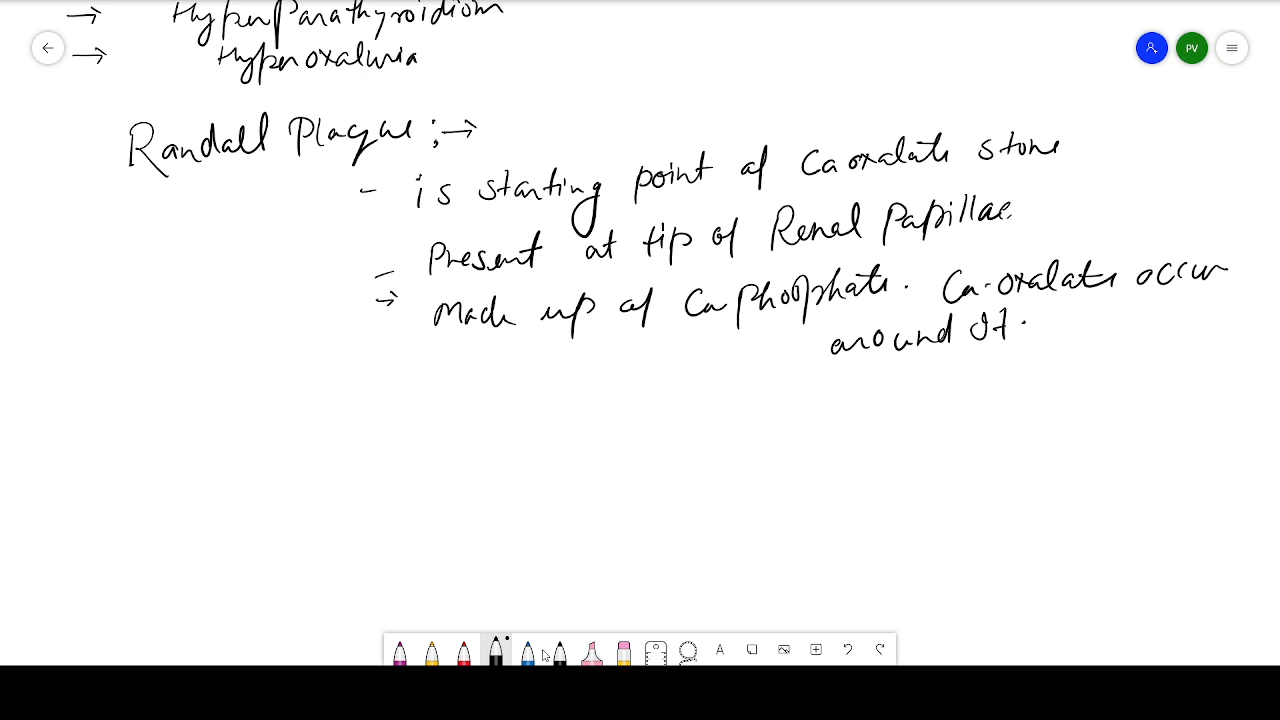 → Hyperparathyroidism
→ Hyperoxaluria
PV
Randall Plaque :→
- is starting point of Ca oxalate stone
- Present at tip of Renal Papillae.
→ Made up of Ca phosphate. Ca-oxalate occur
around It.
A